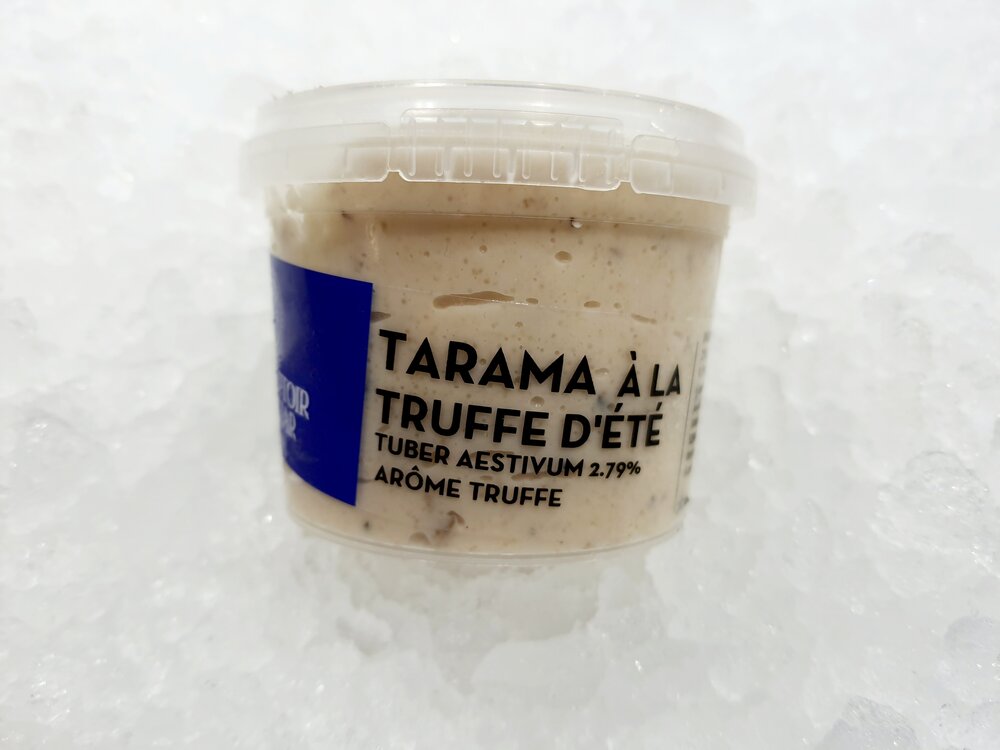 TARAMA À LA
TRUFFE D'ÉTÉ
TUBER AESTIVUM 2.79%
ARÔME TRUFFE